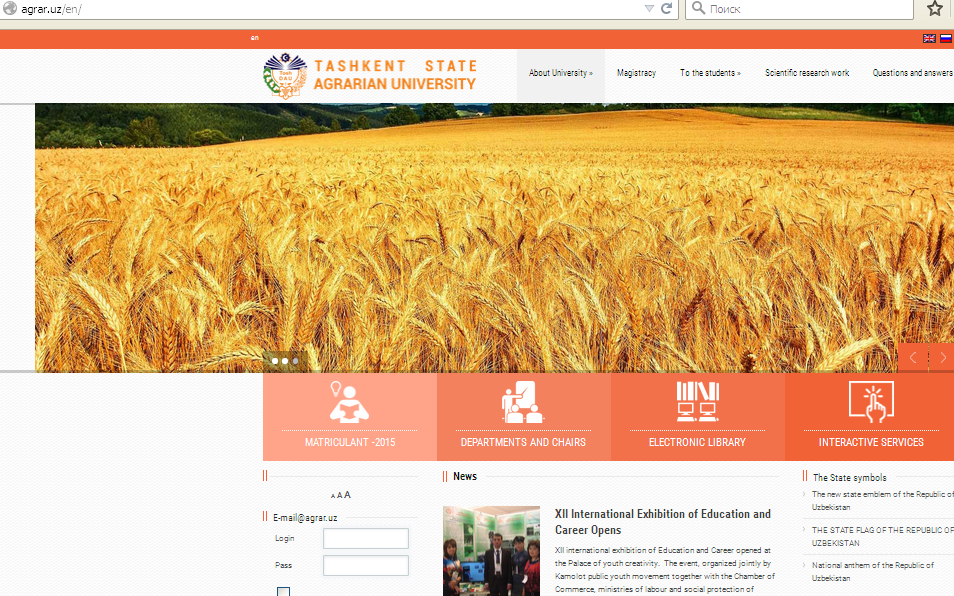 agrar.uz/en/
Поиск
en
TASHKENT STATE
AGRARIAN UNIVERSITY
About University »
Magistracy
To the students »
Scientific research work
Questions and answers
MATRICULANT -2015
DEPARTMENTS AND CHAIRS
ELECTRONIC LIBRARY
INTERACTIVE SERVICES
A A A
E-mail@agrar.uz
Login
Pass
News
XII International Exhibition of Education and
Career Opens
XII international exhibition of Education and Career opened at
the Palace of youth creativity. The event, organized jointly by
Kamolot public youth movement together with the Chamber of
Commerce, ministries of labour and social protection of
The State symbols
The new state emblem of the Republic of
Uzbekistan
THE STATE FLAG OF THE REPUBLIC OF
UZBEKISTAN
National anthem of the Republic of
Uzbekistan